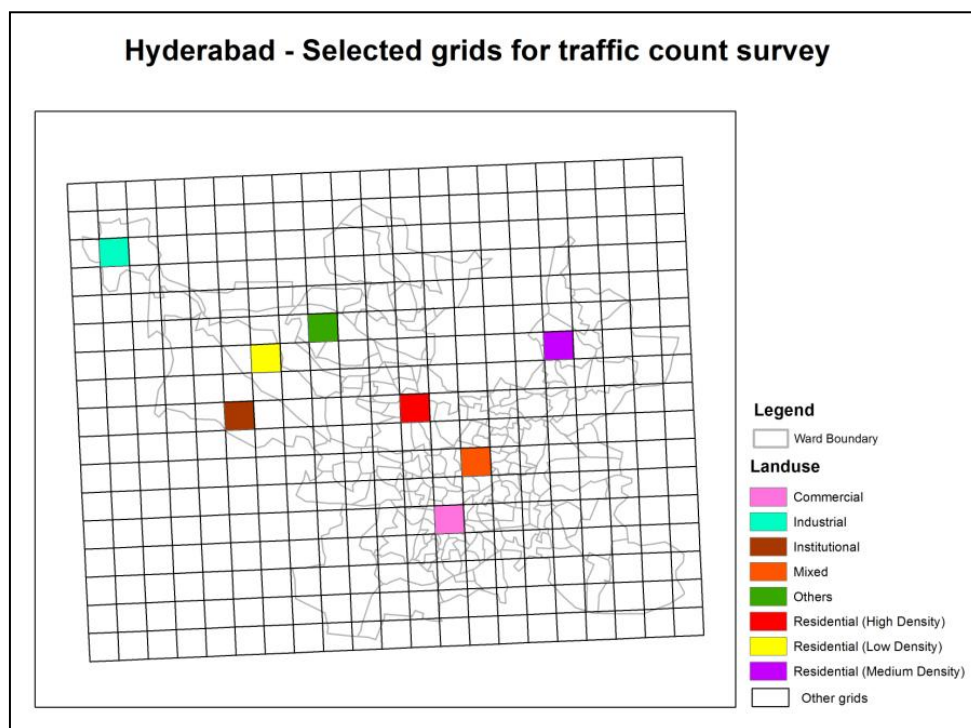 Hyderabad - Selected grids for traffic count survey
Legend
Ward Boundary
Landuse
Commercial
Industrial
Institutional
Mixed
Others
Residential (High Density)
Residential (Low Density)
Residential (Medium Density)
Other grids